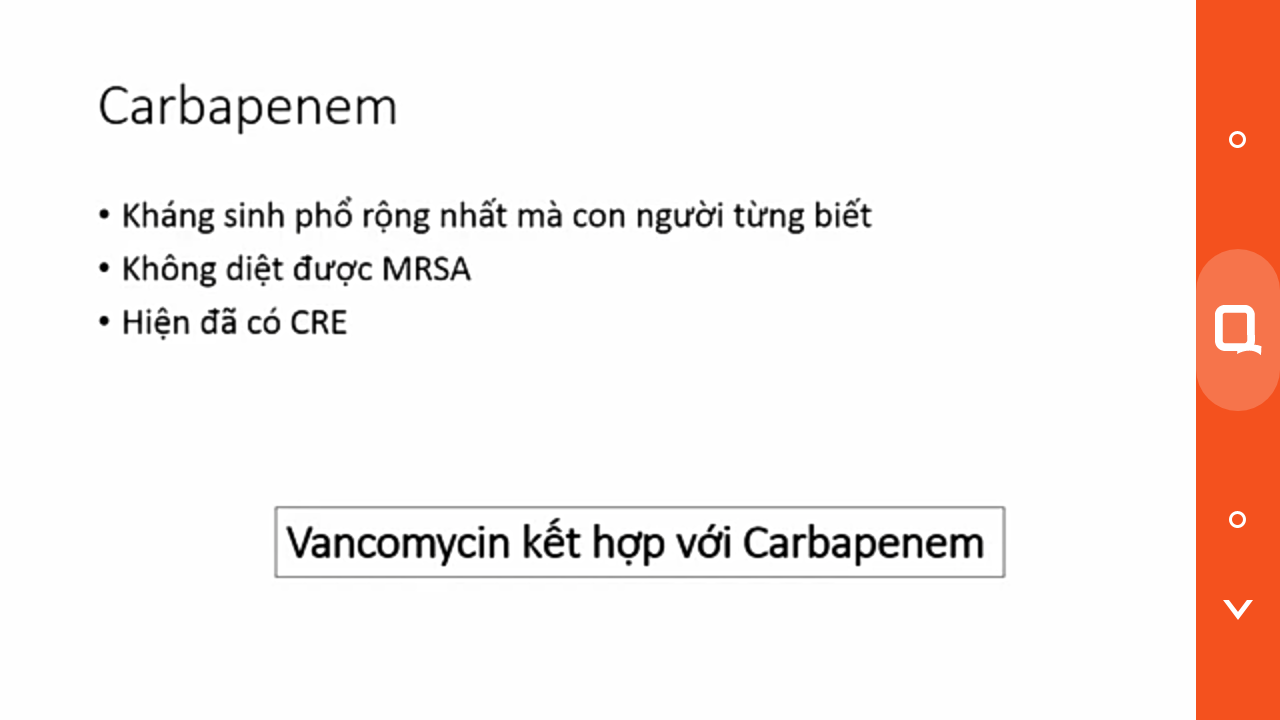 Carbapenem
• Kháng sinh phổ rộng nhất mà con người từng biết
• Không diệt được MRSA
• Hiện đã có CRE
Vancomycin kết hợp với Carbapenem